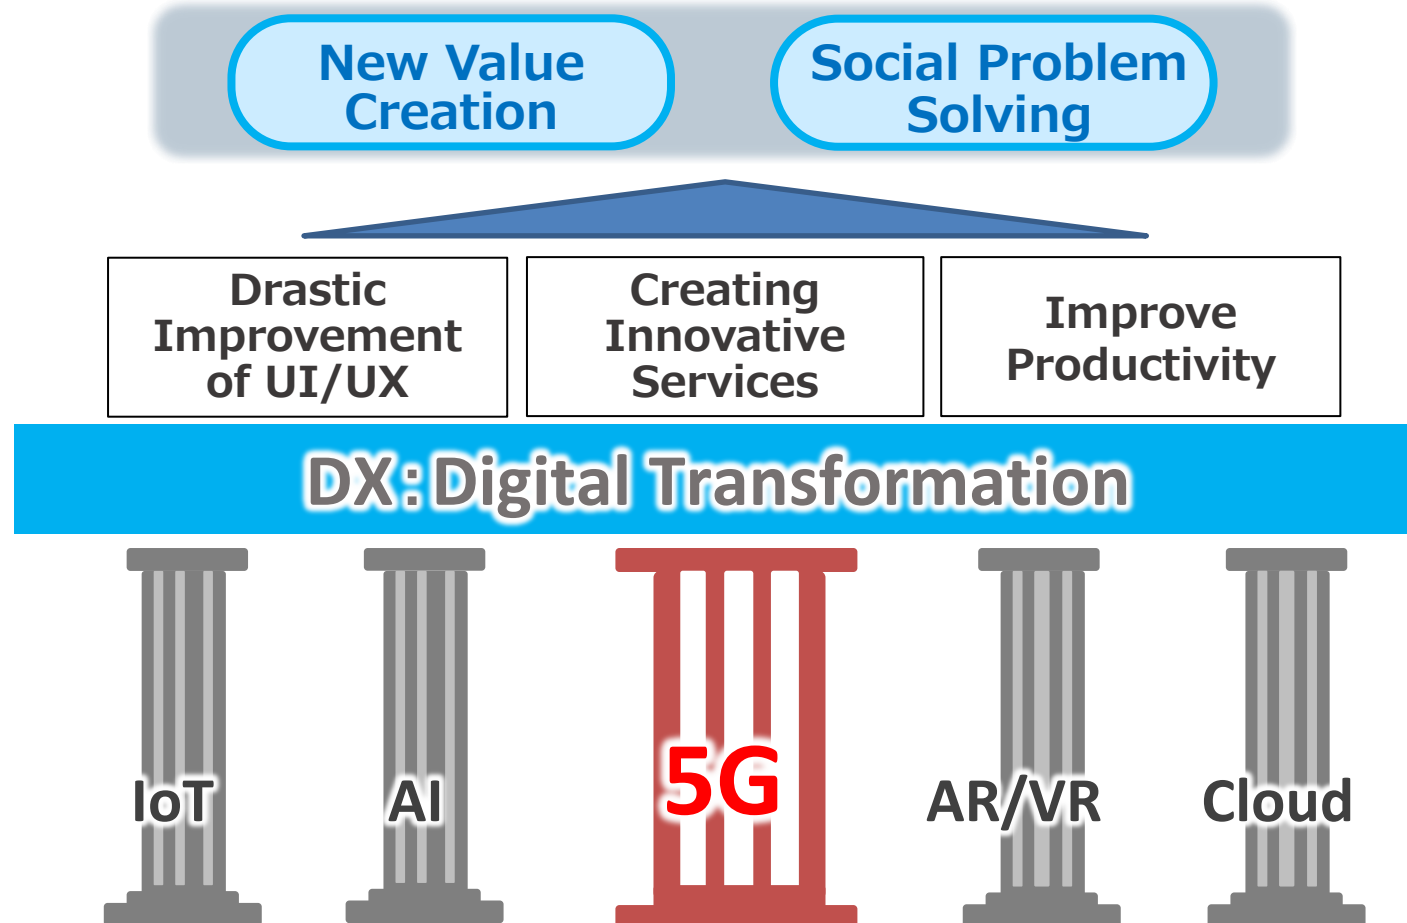 New Value
Creation
Social Problem
Solving
Drastic
Improvement
of UI/UX
Creating
Innovative
Services
Improve
Productivity
DX:Digital Transformation
IoT
AI
5G
AR/VR
Cloud